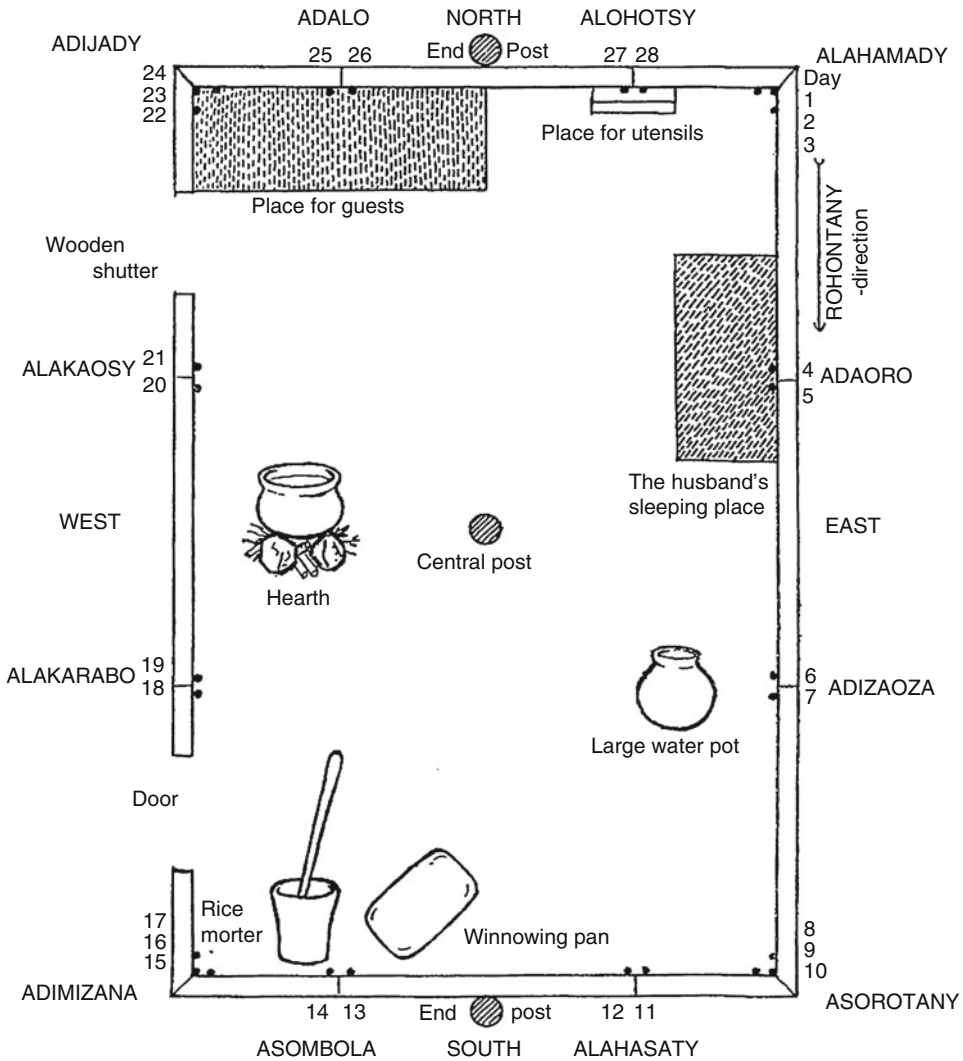 ADALO NORTH ALOHOTSY
ADIJADY 25 26 End Post 27 28 ALAHAMADY
24 Day
23 1
22 2
3
Place for utensils
Place for guests
ROHONTANY
-direction
Wooden
shutter
ALAKAOSY 21 4 ADAORO
20 5
The husband's
sleeping place
WEST EAST
Central post
Hearth
ALAKARABO 19 6 ADIZAOZA
18 7
Large water pot
Door
Rice
morter
Winnowing pan
17 8
16 9
15 10
ADIMIZANA 14 13 End post 12 11 ASOROTANY
ASOMBOLA SOUTH ALAHASATY